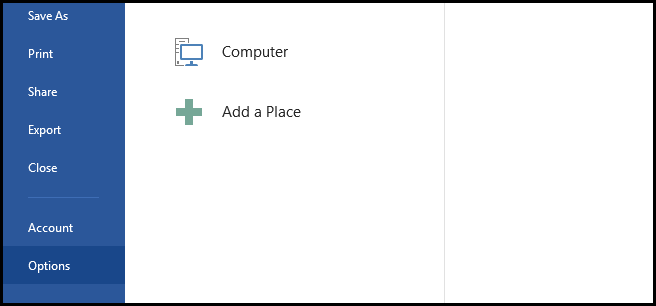 Save As
Print
Share
Export
Close
Account
Options
Computer
Add a Place